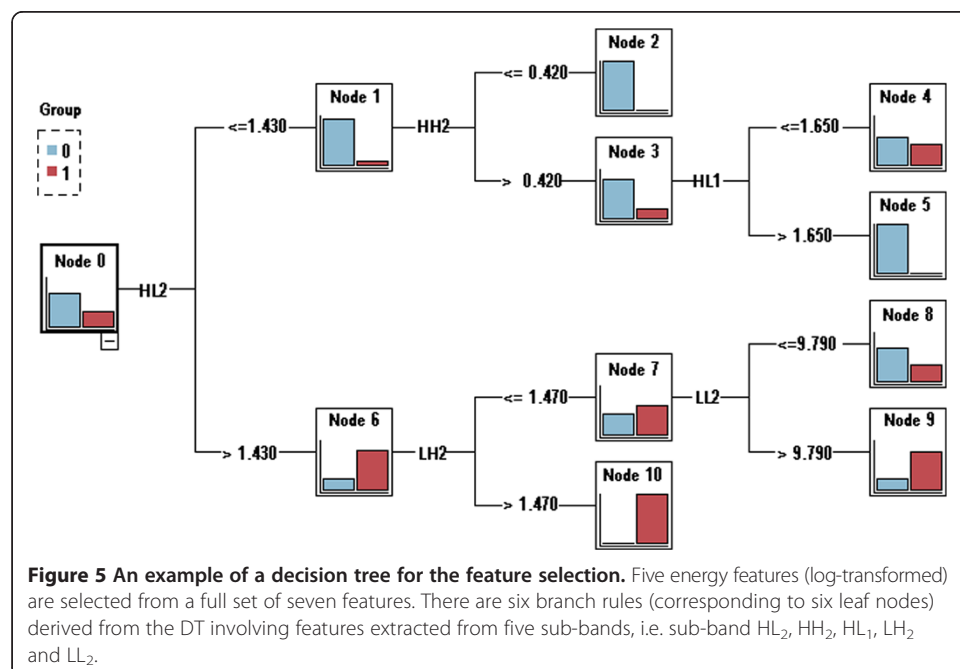 Group
0
1
Node 0
HL2
<=1.430
Node 1
HH2
<= 0.420
Node 2
> 0.420
Node 3
HL1
<=1.650
Node 4
> 1.650
Node 5
> 1.430
Node 6
LH2
<= 1.470
Node 7
LL2
<=9.790
Node 8
> 9.790
Node 9
> 1.470
Node 10
Figure 5 An example of a decision tree for the feature selection. Five energy features (log-transformed)
are selected from a full set of seven features. There are six branch rules (corresponding to six leaf nodes)
derived from the DT involving features extracted from five sub-bands, i.e. sub-band HL₂, HH₂, HL₁, LH₂
and LL₂.